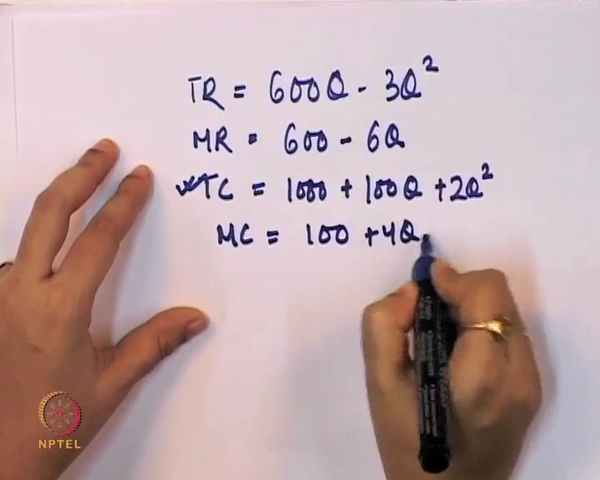 TR = 600Q - 3Q²
MR = 600 - 6Q
✓TC = 1000 + 100Q + 2Q²
MC = 100 + 4Q
NPTEL